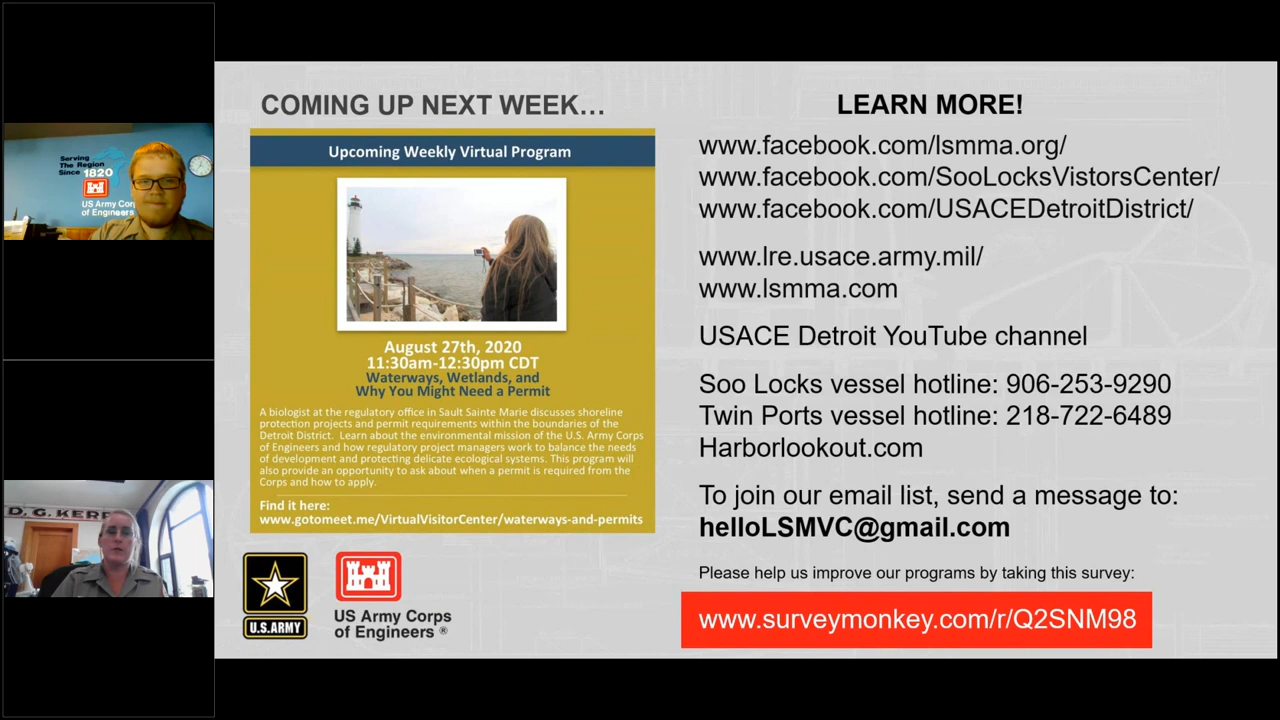 Serving
The Region
Since 1820
US Army Corps
of Engineers
D. G. KERR
COMING UP NEXT WEEK…
Upcoming Weekly Virtual Program
August 27th, 2020
11:30am-12:30pm CDT
Waterways, Wetlands, and
Why You Might Need a Permit
A biologist at the regulatory office in Sault Sainte Marie discusses shoreline
protection projects and permit requirements within the boundaries of the
Detroit District. Learn about the environmental mission of the U.S. Army Corps
of Engineers and how regulatory project managers work to balance the needs
of development and protecting delicate ecological systems. This program will
also provide an opportunity to ask about when a permit is required from the
Corps and how to apply.
Find it here:
www.gotomeet.me/VirtualVisitorCenter/waterways-and-permits
U.S.ARMY
US Army Corps
of Engineers ®
LEARN MORE!
www.facebook.com/lsmma.org/
www.facebook.com/SooLocksVistorsCenter/
www.facebook.com/USACEDetroitDistrict/
www.lre.usace.army.mil/
www.lsmma.com
USACE Detroit YouTube channel
Soo Locks vessel hotline: 906-253-9290
Twin Ports vessel hotline: 218-722-6489
Harborlookout.com
To join our email list, send a message to:
helloLSMVC@gmail.com
Please help us improve our programs by taking this survey:
www.surveymonkey.com/r/Q2SNM98